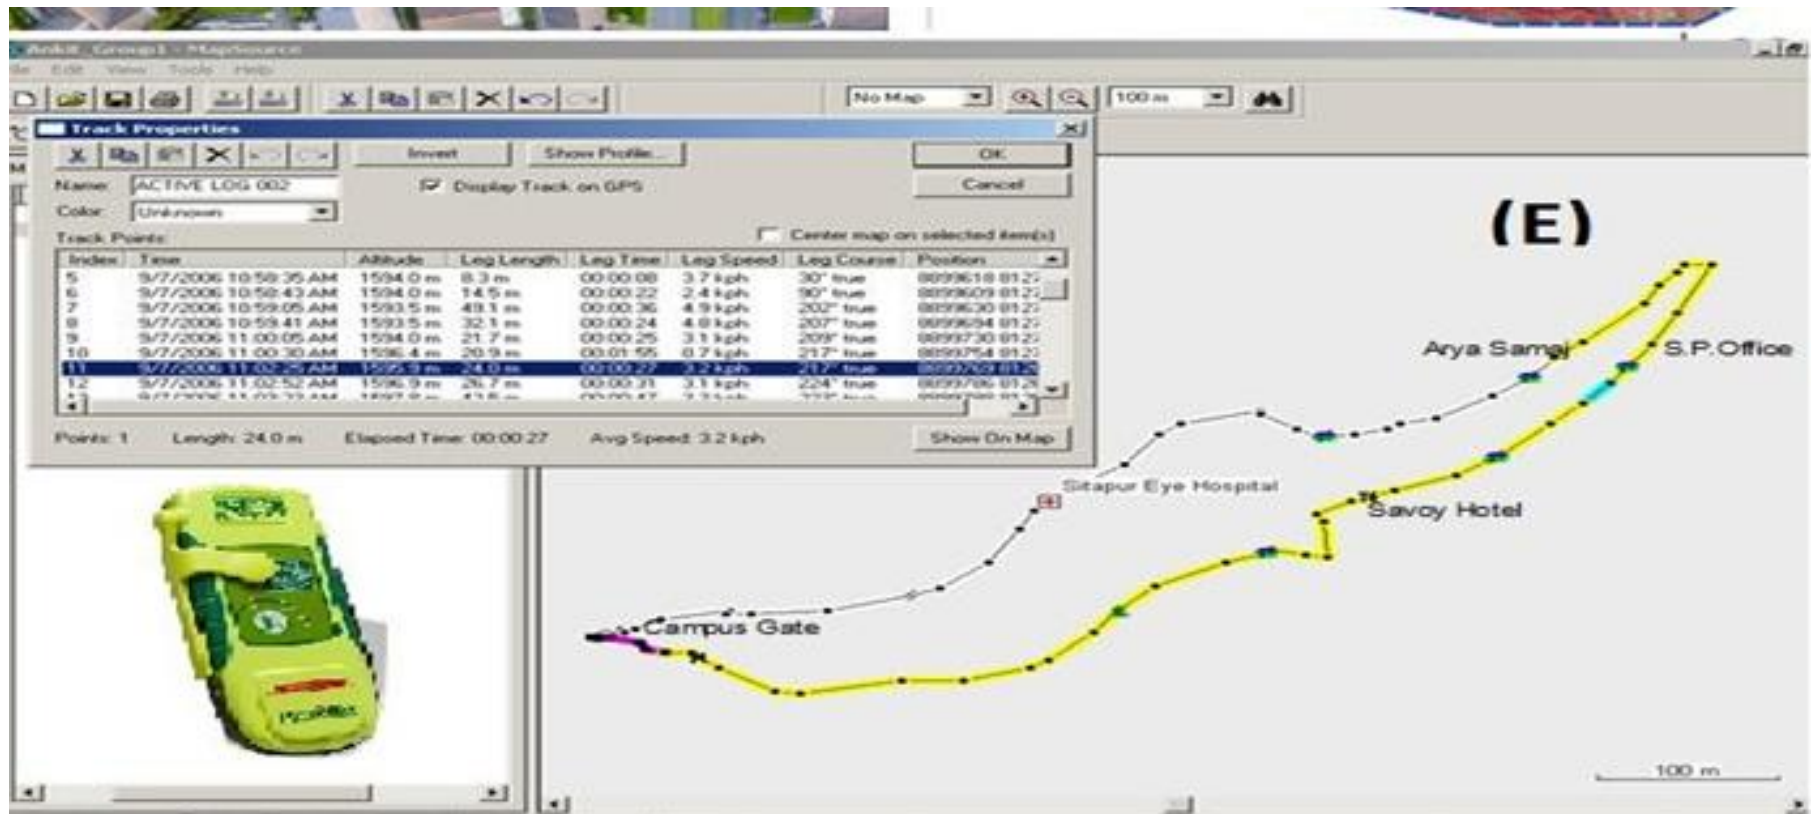 Ankit_Group1 - MapSource
Edit View Tools Help
No Map 100 m
Track Properties
Invert Show Profile... OK
Name: ACTIVE LOG 002 Display Track on GPS Cancel
Color: Unknown
Track Points: Center map on selected item(s)
Index Time Altitude Leg Length Leg Time Leg Speed Leg Course Position
5 9/7/2006 10:58:35 AM 1594.0 m 8.3 m 00:00:08 3.7 kph 30° true
6 9/7/2006 10:58:43 AM 1594.0 m 14.5 m 00:00:22 2.4 kph 90° true
7 9/7/2006 10:59:05 AM 1593.5 m 49.1 m 00:00:36 4.9 kph 202° true
8 9/7/2006 10:59:41 AM 1593.5 m 32.1 m 00:00:24 4.8 kph 207° true
9 9/7/2006 11:00:05 AM 1594.0 m 21.7 m 00:00:25 3.1 kph 209° true
10 9/7/2006 11:00:30 AM 1596.4 m 20.9 m 00:01:55 0.7 kph 217° true
11 9/7/2006 11:02:25 AM 1595.9 m 24.0 m 00:00:27 3.2 kph 217° true
12 9/7/2006 11:02:52 AM 1596.9 m 26.7 m 00:00:31 3.1 kph 224° true
Points: 1 Length: 24.0 m Elapsed Time: 00:00:27 Avg Speed: 3.2 kph Show On Map
(E)
Arya Samaj S.P.Office
Sitapur Eye Hospital
Savoy Hotel
Campus Gate
100 m